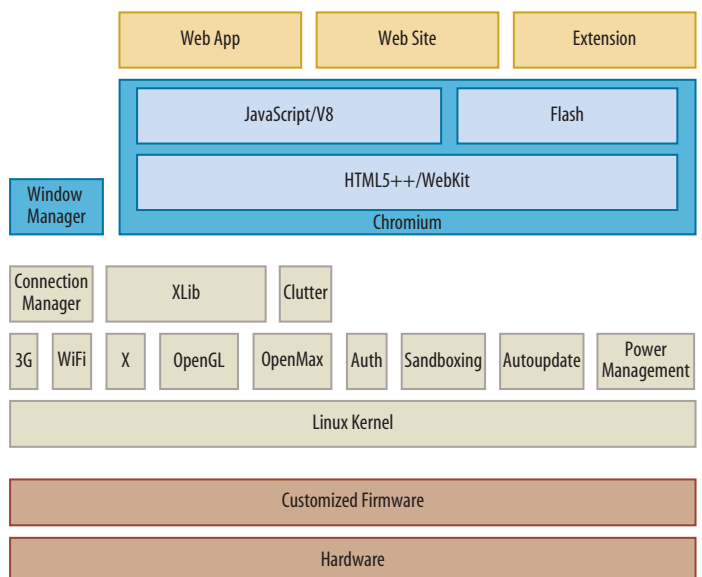 Web App
Web Site
Extension
JavaScript/V8
Flash
HTML5++/WebKit
Window
Manager
Chromium
Connection
Manager
XLib
Clutter
3G
WiFi
X
OpenGL
OpenMax
Auth
Sandboxing
Autoupdate
Power
Management
Linux Kernel
Customized Firmware
Hardware